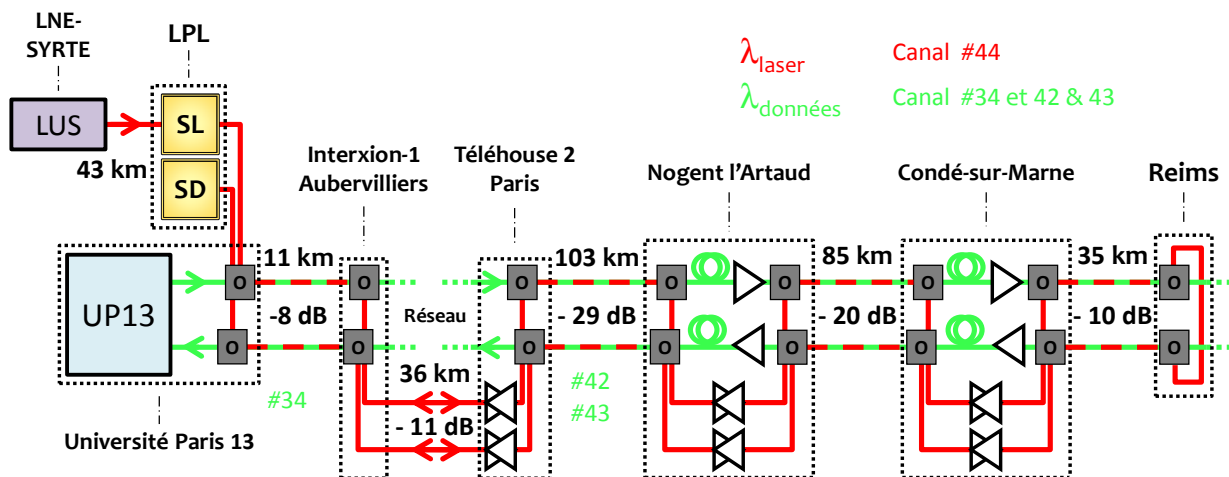 LNE-
SYRTE
LPL
λlaser Canal #44
λdonnées Canal #34 et 42 & 43
LUS
SL
43 km
SD
Interxion-1
Aubervilliers
Téléhouse 2
Paris
Nogent l'Artaud
Condé-sur-Marne
Reims
11 km
103 km
85 km
35 km
O
O
O
O
O
O
O
O
UP13
-8 dB
Réseau
- 29 dB
- 20 dB
- 10 dB
O
O
O
O
O
O
O
O
#34
36 km
- 11 dB
#42
#43
Université Paris 13